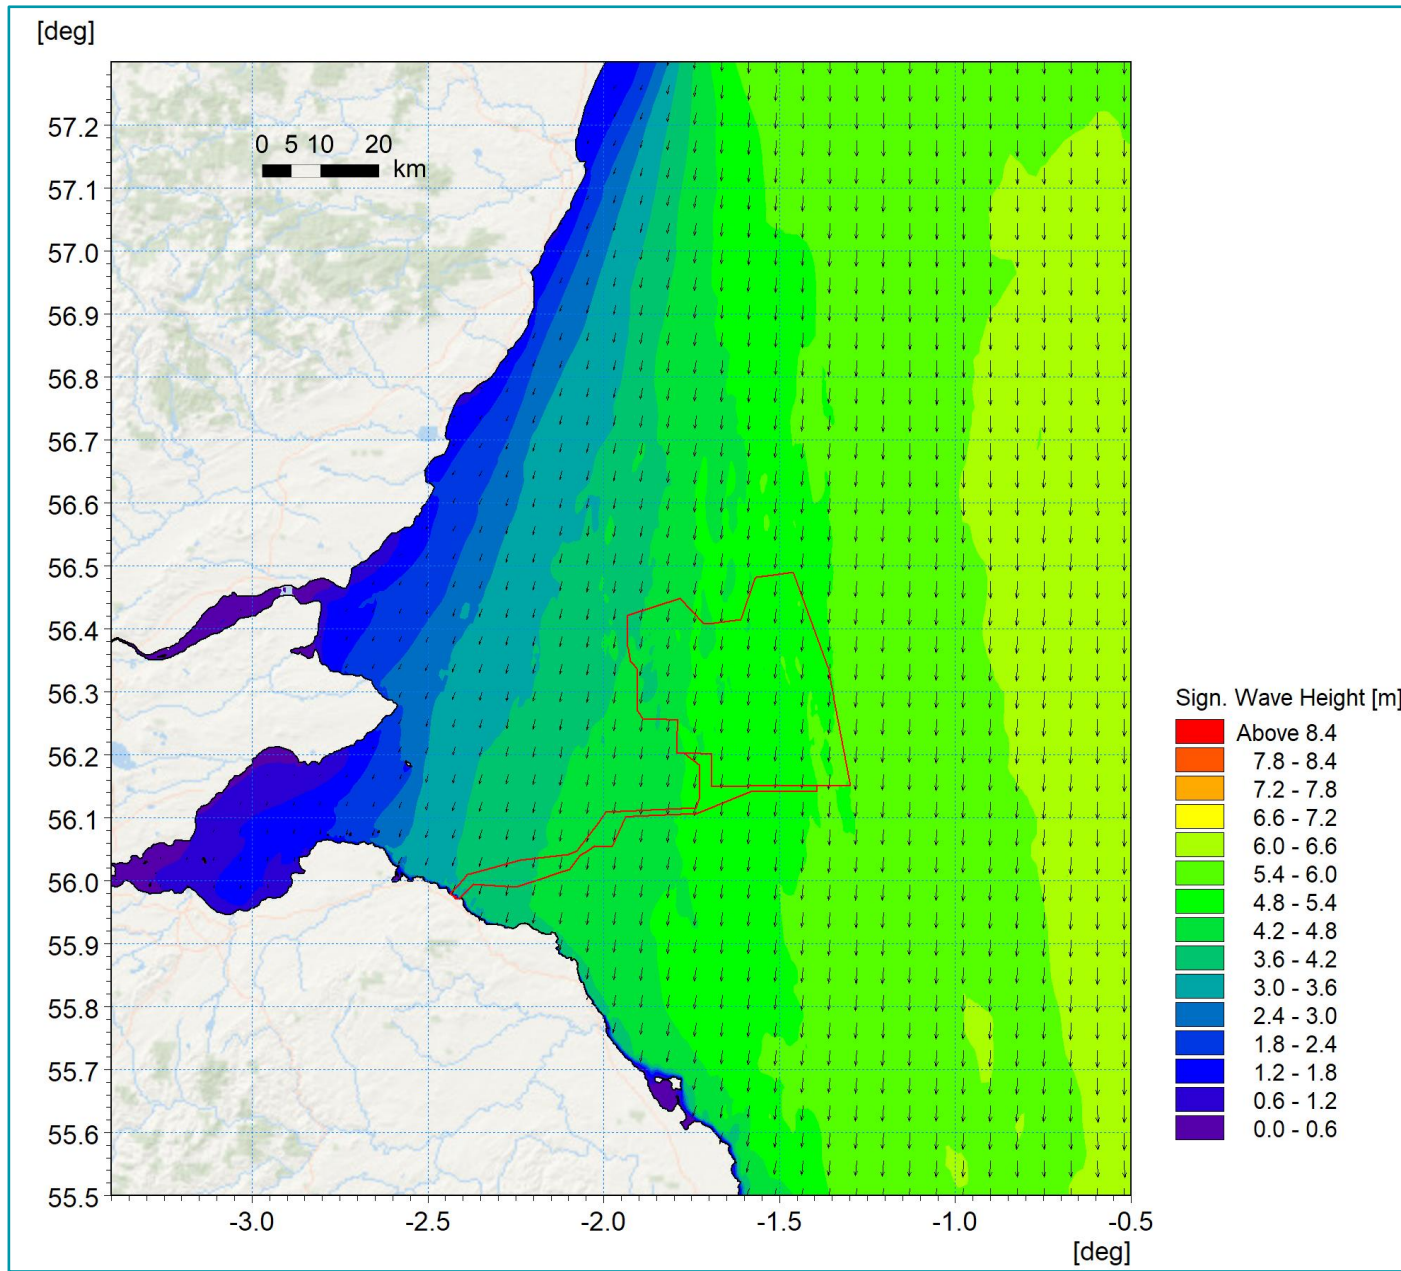 [deg]
57.2
57.1
57.0
56.9
56.8
56.7
56.6
56.5
56.4
56.3
56.2
56.1
56.0
55.9
55.8
55.7
55.6
55.5
0 5 10 20
km
-3.0 -2.5 -2.0 -1.5 -1.0 -0.5
[deg]
Sign. Wave Height [m]
Above 8.4
7.8 - 8.4
7.2 - 7.8
6.6 - 7.2
6.0 - 6.6
5.4 - 6.0
4.8 - 5.4
4.2 - 4.8
3.6 - 4.2
3.0 - 3.6
2.4 - 3.0
1.8 - 2.4
1.2 - 1.8
0.6 - 1.2
0.0 - 0.6